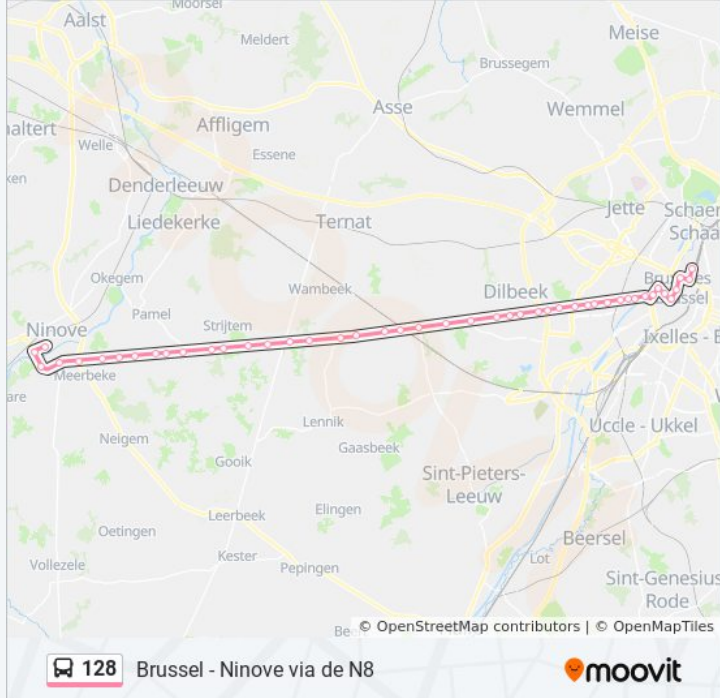 Moorsel
Aalst
Meise
Meldert
Brussegem
Asse
Wemmel
altert
Affligem
Welle
Essene
ken
Denderleeuw
Jette
Schaer
Liedekerke
Ternat
Schaa
Okegem
Wambeek
Dilbeek
Pamel
Strijtem
Ninove
Ixelles - E
Meerbeke
are
Lennik
Uccle - Ukkel
Neigem
Gaasbeek
Gooik
Sint-Pieters-
Leeuw
Leerbeek
Elingen
Oetingen
Beersel
Kester
Lot
Vollezele
Pepingen
Sint-Genesius
Rode
© OpenStreetMap contributors | © OpenMapTiles
128 Brussel - Ninove via de N8
moovit